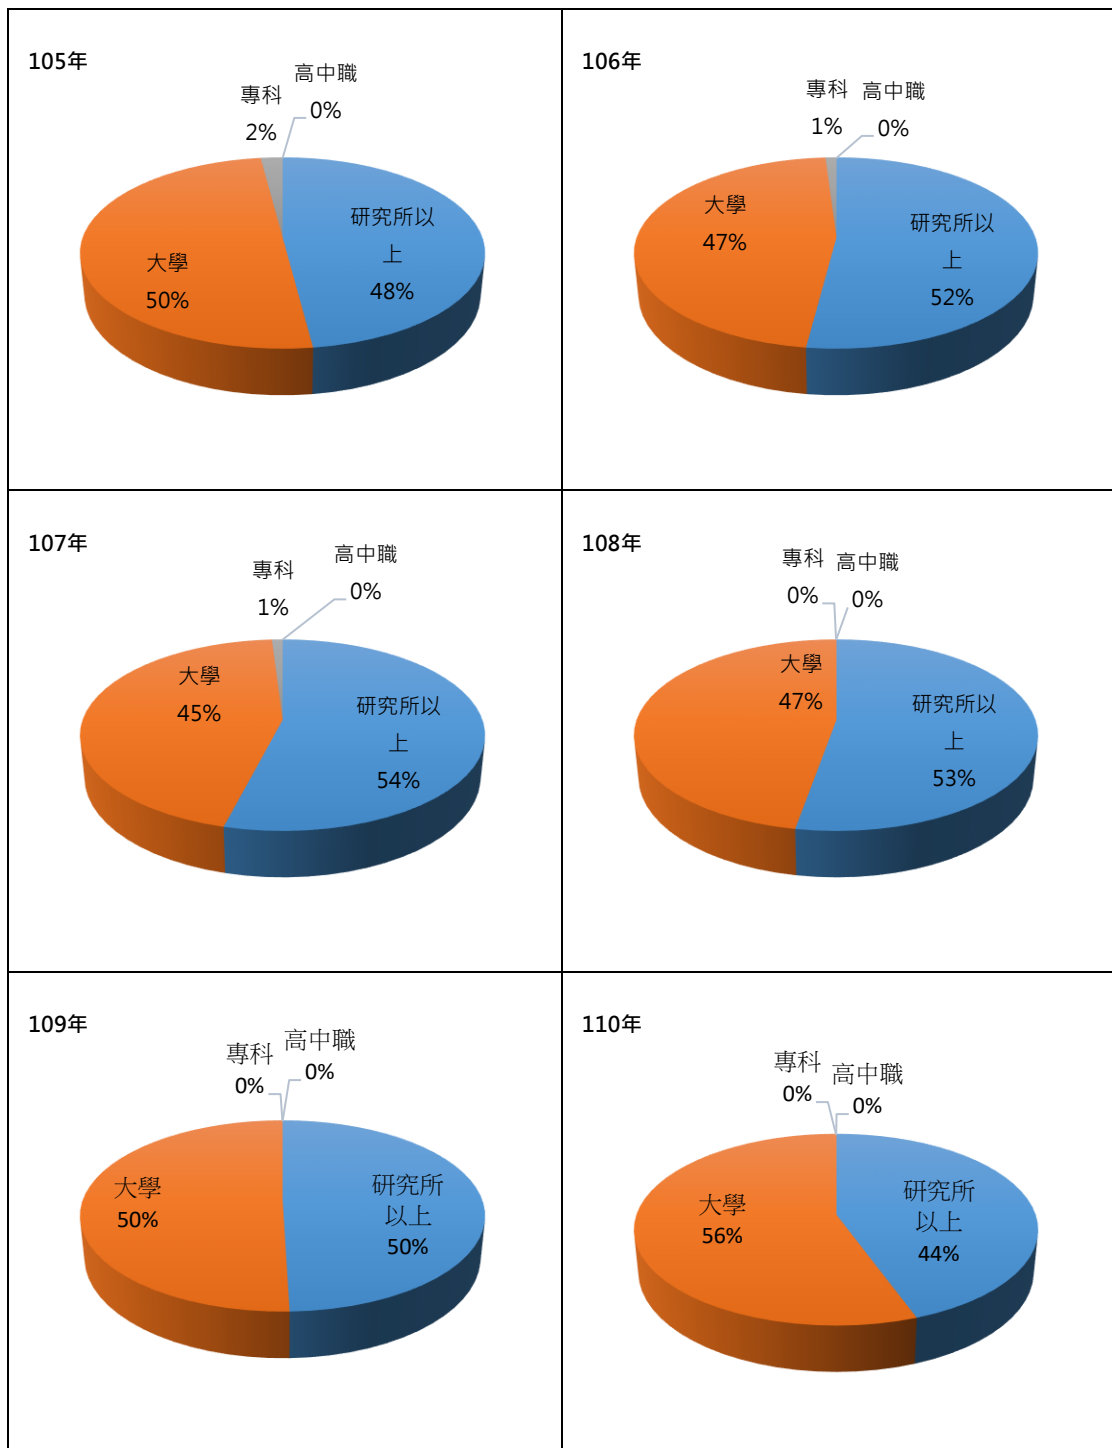 105年
高中職
0%
專科
2%
大學
50%
研究所以
上
48%
106年
專科
1%
高中職
0%
大學
47%
研究所以
上
52%
107年
高中職
0%
專科
1%
大學
45%
研究所以
上
54%
108年
專科
0%
高中職
0%
大學
47%
研究所以
上
53%
109年
專科
0%
高中職
0%
大學
50%
研究所
以上
50%
110年
專科
0%
高中職
0%
大學
56%
研究所
以上
44%